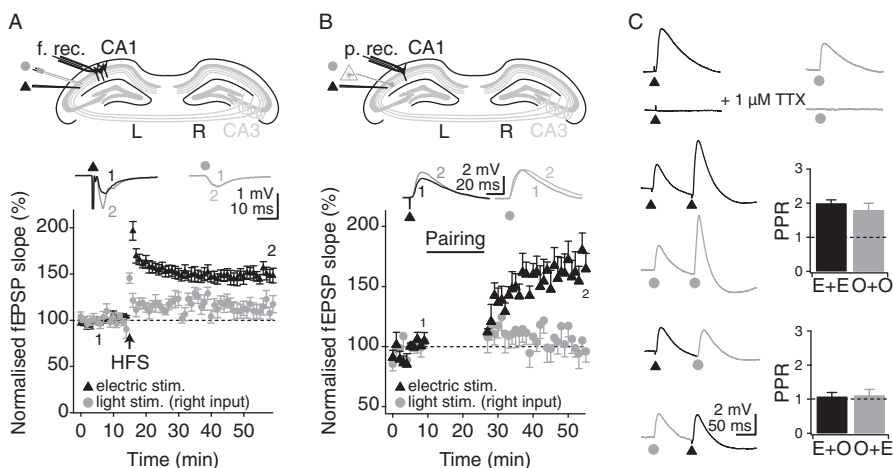 A
f. rec.
CA1
L
R
CA3
1
2
1
2
1 mV
10 ms
Normalised fEPSP slope (%)
200
150
100
50
2
1
HFS
electric stim.
light stim. (right input)
0
20
40
Time (min)
B
p. rec.
CA1
L
R
CA3
2
1
2 mV
20 ms
2
1
Normalised fEPSP slope (%)
200
150
100
50
Pairing
1
2
electric stim.
light stim. (right input)
0
10
20
30
40
50
Time (min)
C
+ 1 µM TTX
PPR
3
2
1
0
E+E O+O
2 mV
50 ms
PPR
3
2
1
0
E+O O+E